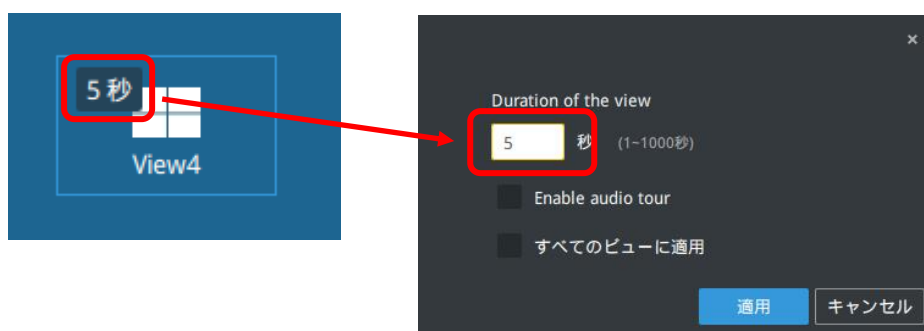 5 秒
View4
×
Duration of the view
5 秒 (1~1000秒)
Enable audio tour
すべてのビューに適用
適用 キャンセル